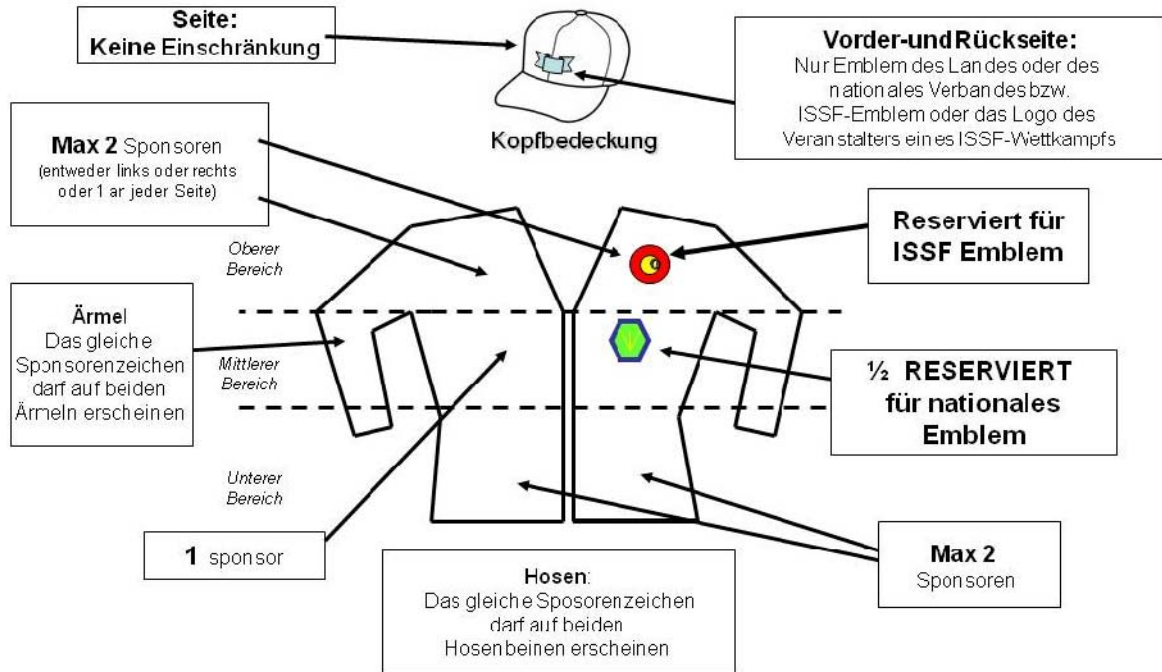 Seite:
Keine Einschränkung
Vorder-und Rückseite:
Nur Emblem des Landes oder des
nationales Verbandes bzw.
ISSF-Emblem oder das Logo des
Veranstalters eines ISSF-Wettkampfs
Kopfbedeckung
Max 2 Sponsoren
(entweder links oder rechts
oder 1 ar jeder Seite)
Reserviert für
ISSF Emblem
Oberer
Bereich
Ärmel
Das gleiche
Sponsorenzeichen
darf auf beiden
Ärmeln erscheinen
Mittlerer
Bereich
½ RESERVIERT
für nationales
Emblem
Unterer
Bereich
1 sponsor
Max 2
Sponsoren
Hosen:
Das gleiche Sposorenzeichen
darf auf beiden
Hosenbeinen erscheinen